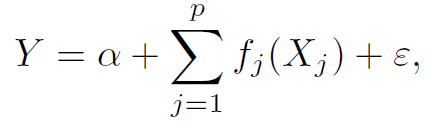 Y = α + ∑_{j=1}^{p} f_j(X_j) + ε,